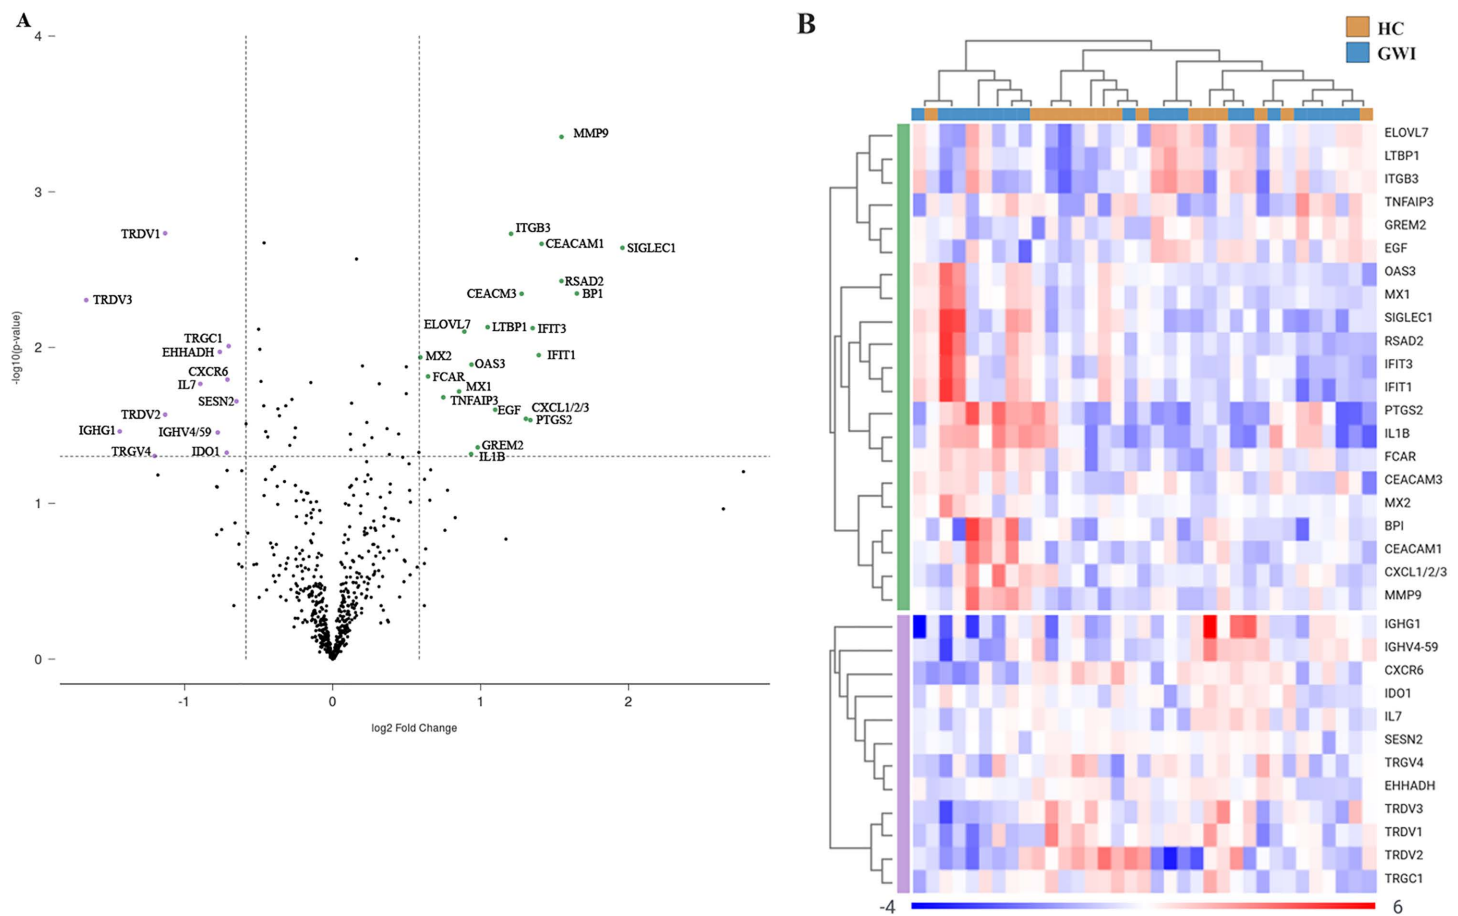 A
4
3
2
1
0
-log10(p-value)
-1
0
1
2
log2 Fold Change
MMP9
TRDV1
ITGB3
CEACAM1
SIGLEC1
RSAD2
CEACM3
BP1
TRDV3
ELOVL7
LTBP1
IFIT3
TRGC1
EHHADH
MX2
IFIT1
OAS3
CXCR6
FCAR
IL7
MX1
SESN2
TNFAIP3
EGF
CXCL1/2/3
TRDV2
PTGS2
IGHG1
IGHV4/59
GREM2
TRGV4
IDO1
IL1B
B
HC
GWI
ELOVL7
LTBP1
ITGB3
TNFAIP3
GREM2
EGF
OAS3
MX1
SIGLEC1
RSAD2
IFIT3
IFIT1
PTGS2
IL1B
FCAR
CEACAM3
MX2
BPI
CEACAM1
CXCL1/2/3
MMP9
IGHG1
IGHV4-59
CXCR6
IDO1
IL7
SESN2
TRGV4
EHHADH
TRDV3
TRDV1
TRDV2
TRGC1
-4
6